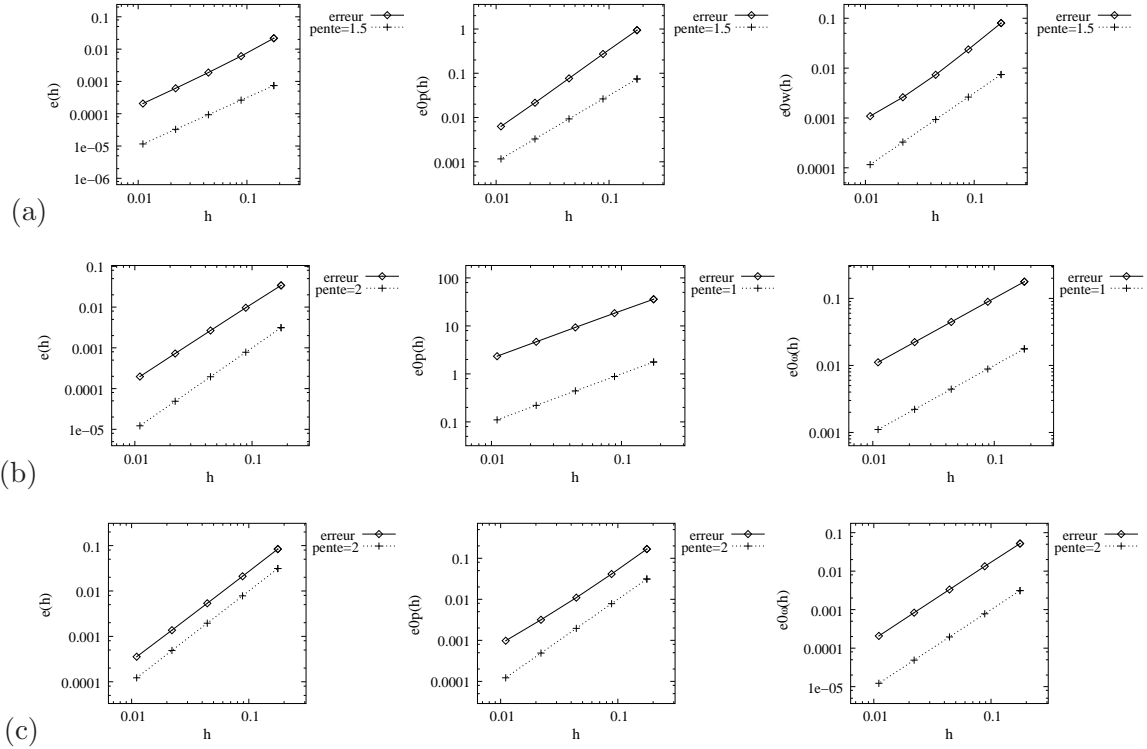 erreur
pente=1.5
0.1
0.01
0.001
0.0001
1e−05
1e−06
e(h)
0.01
0.1
h
erreur
pente=1.5
1
0.1
0.01
0.001
e0p(h)
0.01
0.1
h
erreur
pente=1.5
0.1
0.01
0.001
0.0001
e0w(h)
0.01
0.1
h
(a)
erreur
pente=2
0.1
0.01
0.001
0.0001
1e−05
e(h)
0.01
0.1
h
erreur
pente=1
100
10
1
0.1
e0p(h)
0.01
0.1
h
erreur
pente=1
0.1
0.01
0.001
e0ω(h)
0.01
0.1
h
(b)
erreur
pente=2
0.1
0.01
0.001
0.0001
e(h)
0.01
0.1
h
erreur
pente=2
0.1
0.01
0.001
0.0001
e0p(h)
0.01
0.1
h
erreur
pente=2
0.1
0.01
0.001
0.0001
1e−05
e0ω(h)
0.01
0.1
h
(c)